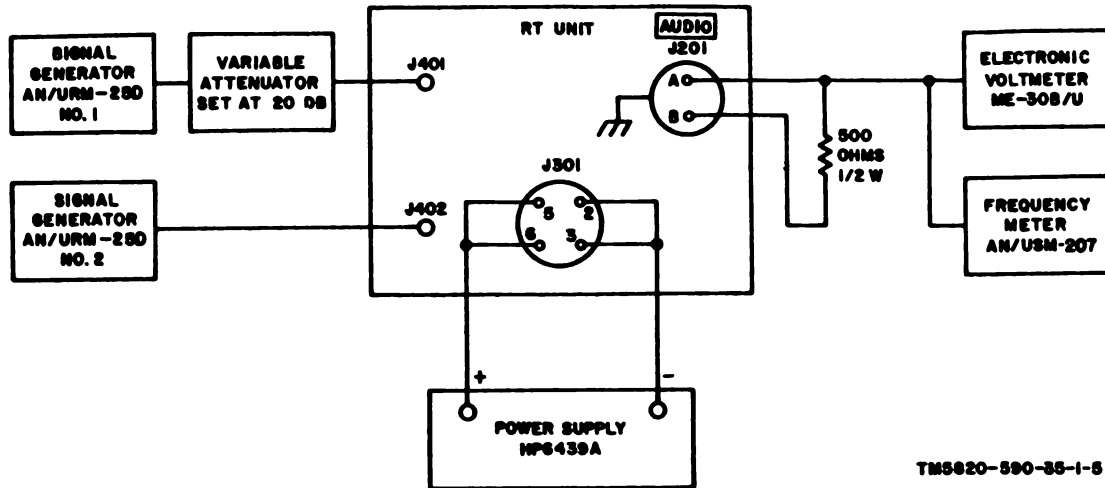 SIGNAL
GENERATOR
AN/URM-25D
NO. 1
VARIABLE
ATTENUATOR
SET AT 20 DB
RT UNIT
J401
AUDIO
J201
A
B
500
OHMS
1/2 W
ELECTRONIC
VOLTMETER
ME-30B/U
SIGNAL
GENERATOR
AN/URM-25D
NO. 2
J402
J301
5
2
6
3
FREQUENCY
METER
AN/USM-207
+
-
POWER SUPPLY
HP6439A
TM5820-590-35-1-5